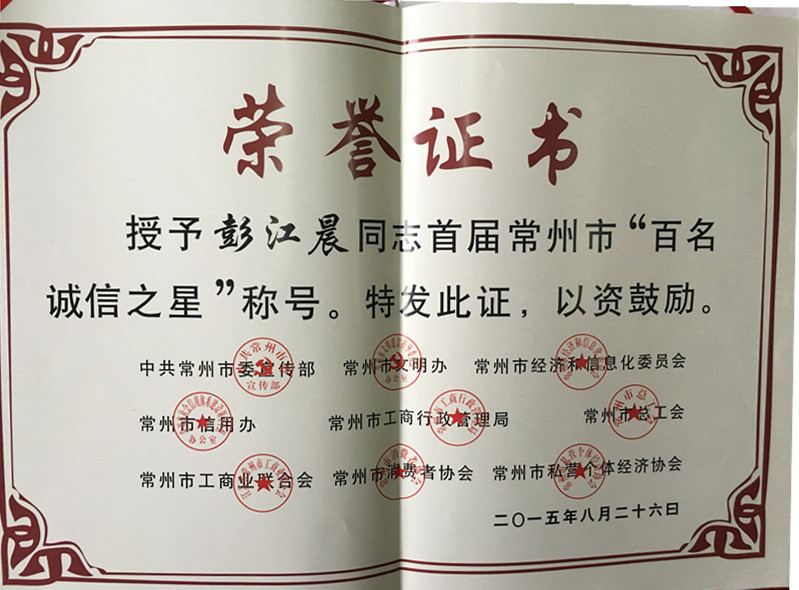 荣誉证书
授予彭江晨同志首届常州市“百名
诚信之星”称号。特发此证，以资鼓励。
中共常州市委宣传部 常州市文明办 常州市经济和信息化委员会
常州市信用办 常州市工商行政管理局 常州市总工会
常州市工商业联合会 常州市消费者协会 常州市私营个体经济协会
二〇一五年八月二十六日